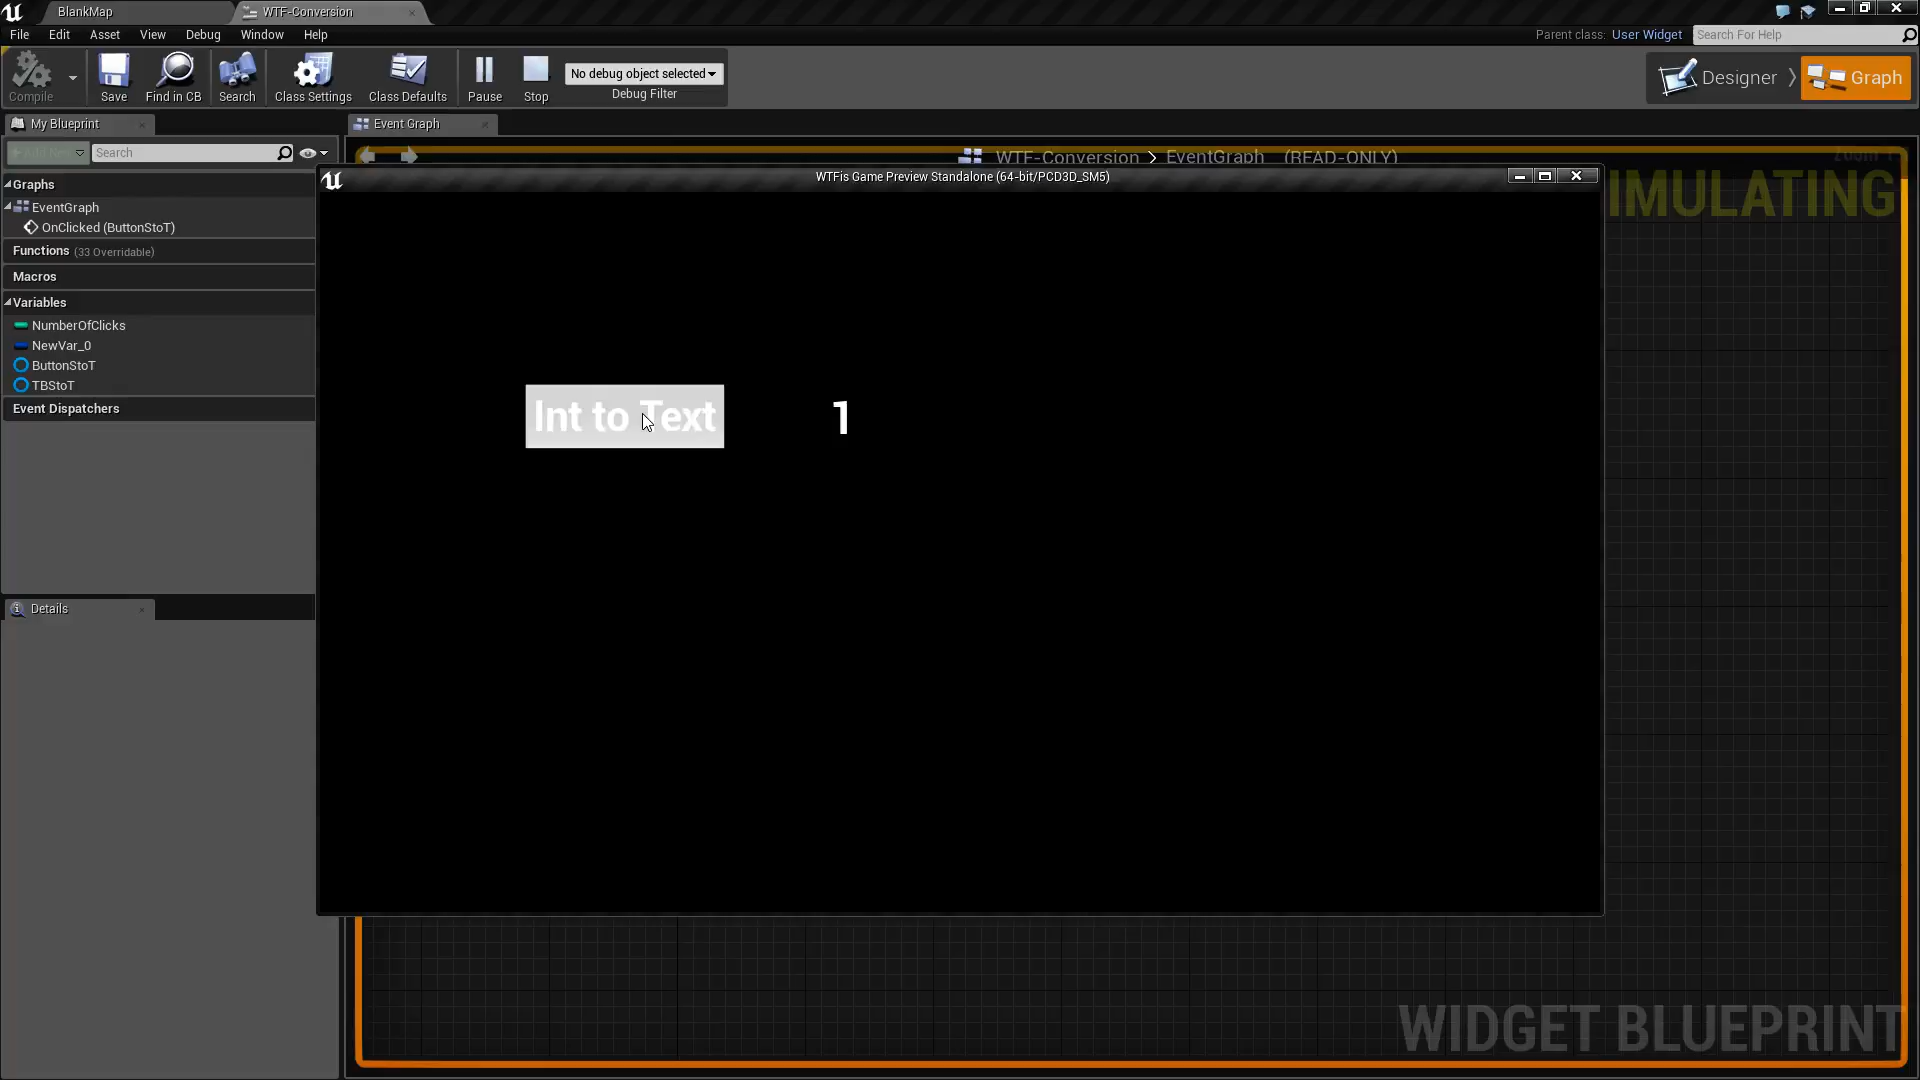 BlankMap
WTF-Conversion
File Edit Asset View Debug Window Help
Parent class: User Widget
Search For Help
Compile
Save
Find in CB
Search
Class Settings
Class Defaults
Pause
Stop
No debug object selected
Debug Filter
Designer
Graph
My Blueprint
Event Graph
Search
WTF-Conversion > EventGraph (READ-ONLY)
WTFis Game Preview Standalone (64-bit/PCD3D_SM5)
IMULATING
Graphs
EventGraph
OnClicked (ButtonStoT)
Functions (33 Overridable)
Macros
Variables
NumberOfClicks
NewVar_0
ButtonStoT
TBStoT
Event Dispatchers
Int to Text
1
Details
WIDGET BLUEPRINT